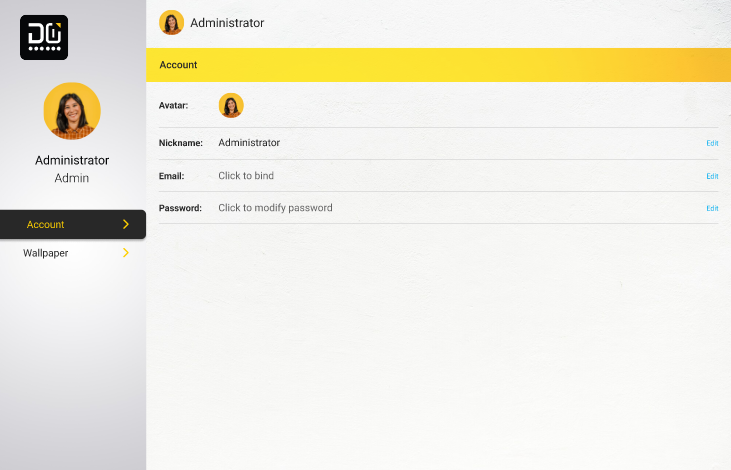 Administrator
Admin
Account
Wallpaper
Administrator
Account
Avatar:
Nickname: Administrator Edit
Email: Click to bind Edit
Password: Click to modify password Edit